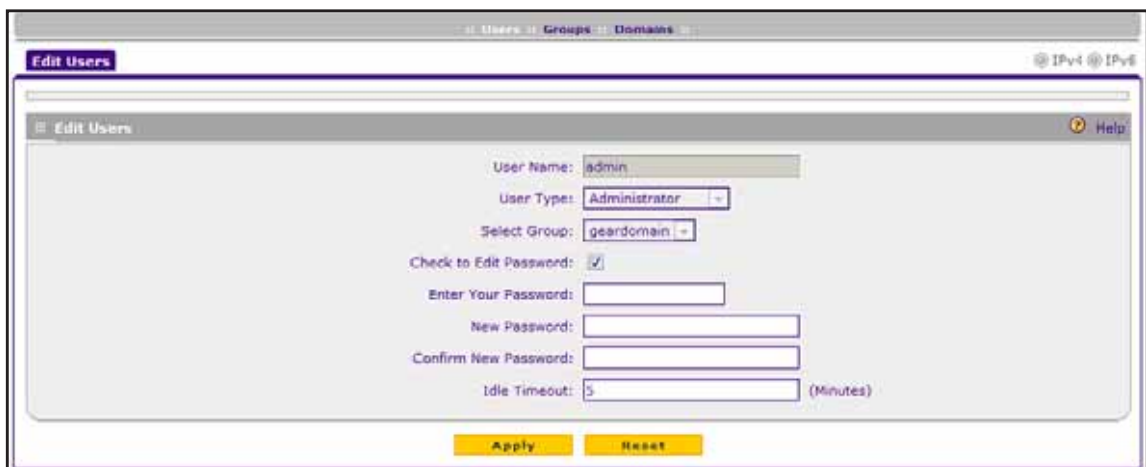 :: Users :: Groups :: Domains ::
Edit Users
IPv4 IPv6
Edit Users
Help
User Name: admin
User Type: Administrator
Select Group: geardomain
Check to Edit Password:
Enter Your Password:
New Password:
Confirm New Password:
Idle Timeout: 5 (Minutes)
Apply Reset